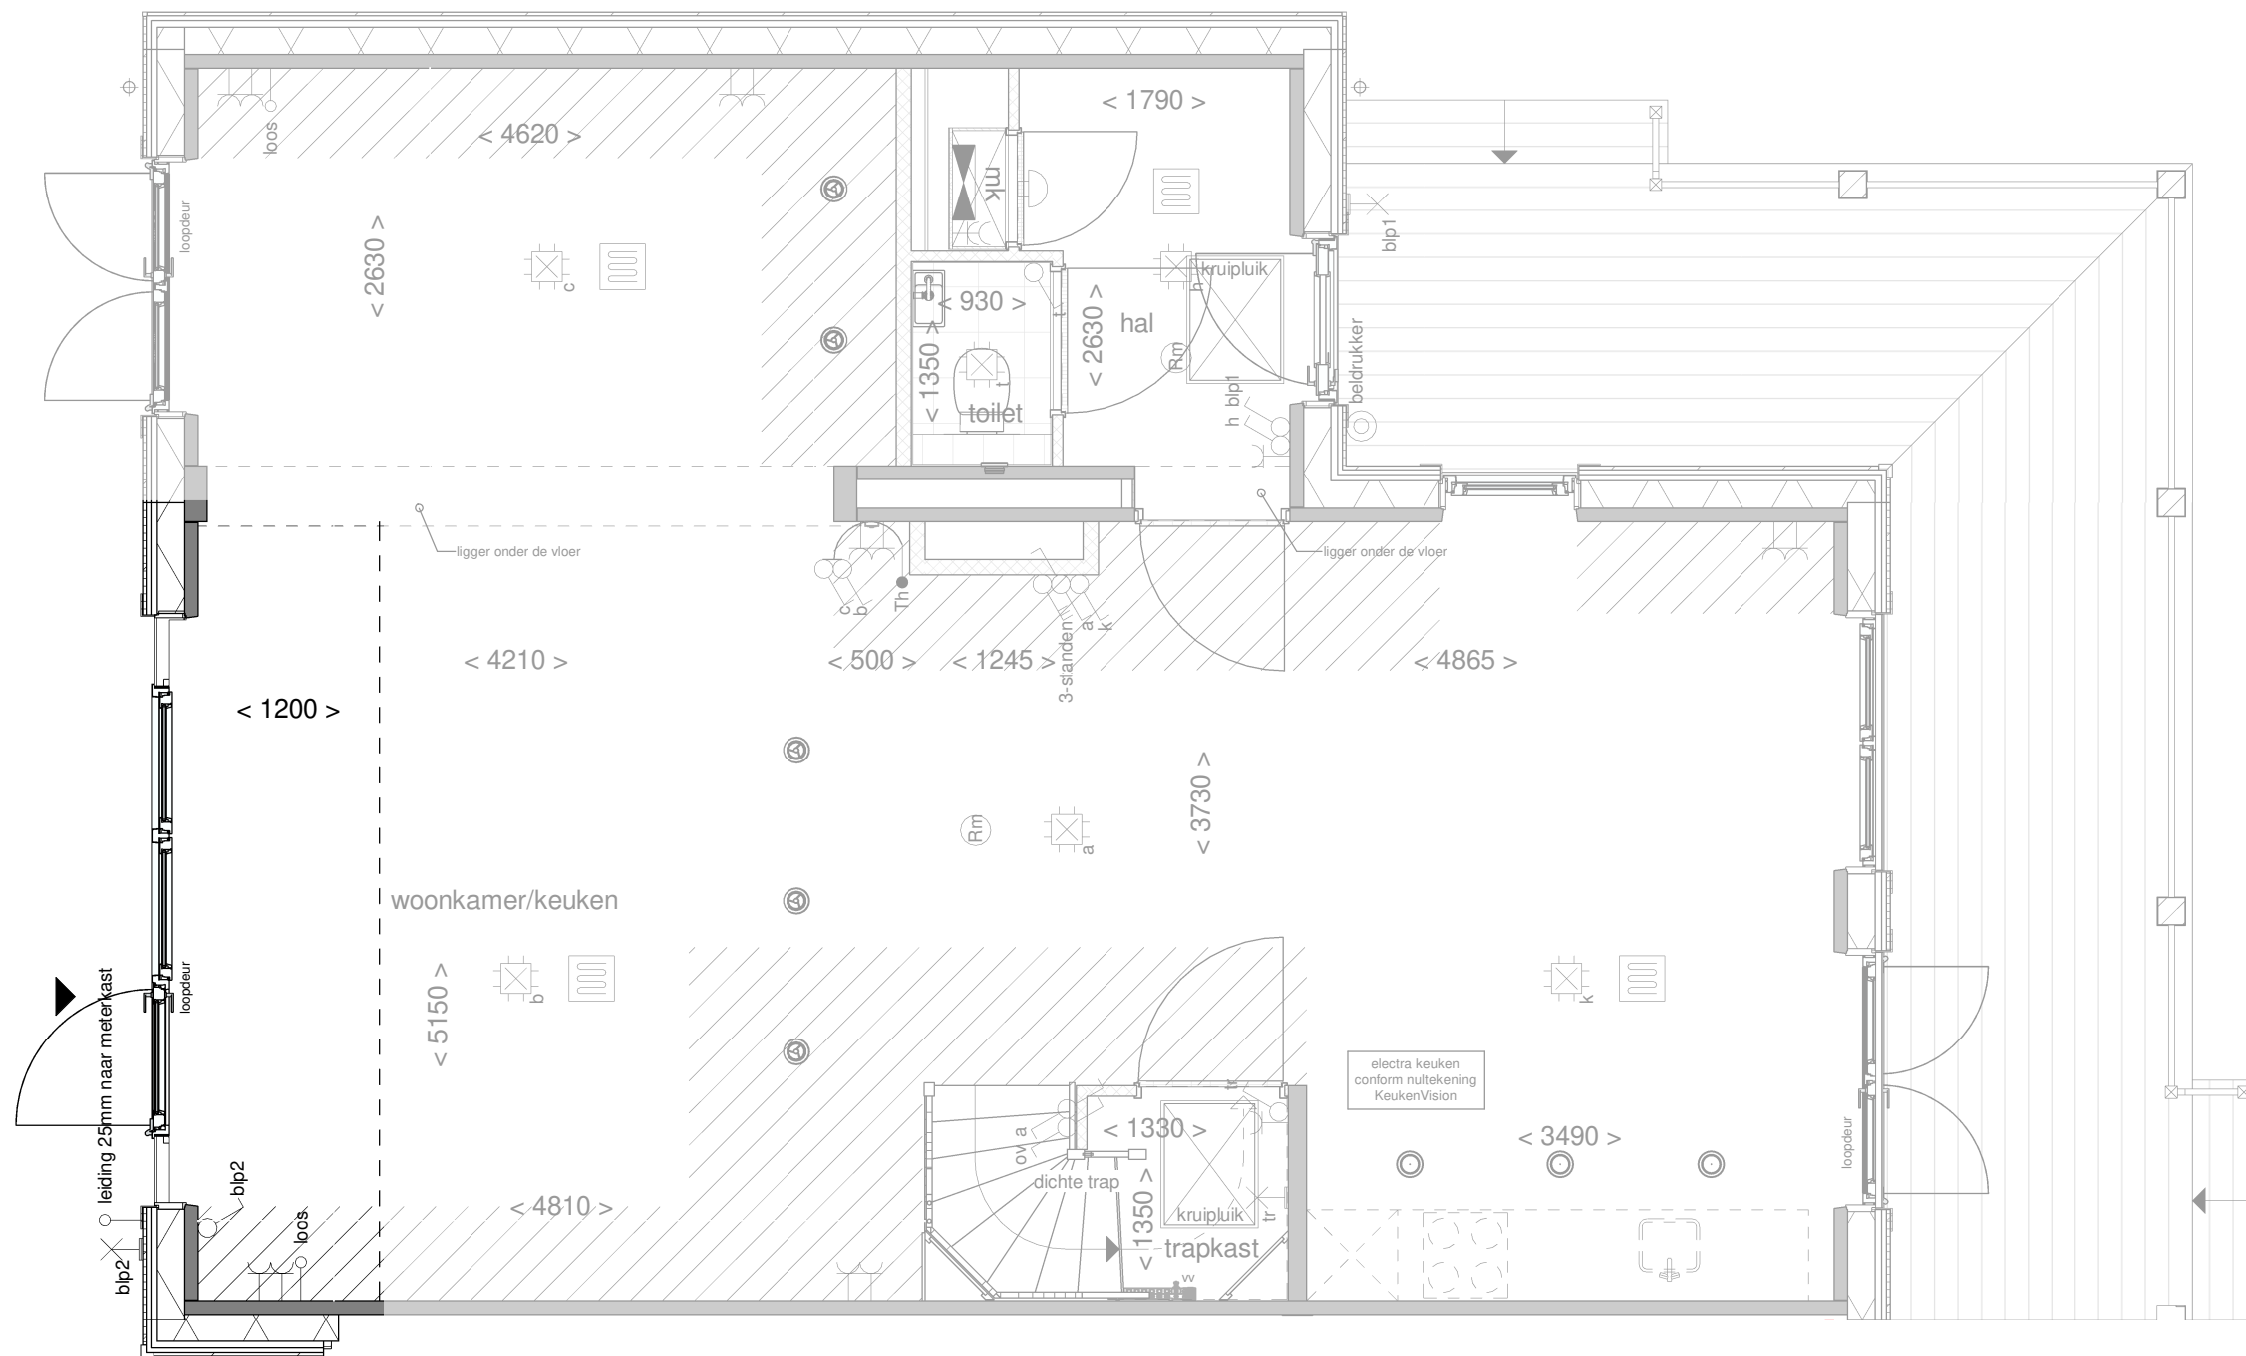 < 1790 >
< 4620 >
loos
mk
loopdeur
< 2630 >
c
kruipluik
h
blp1
< 930 >
t
< 2630 >
hal
Rm
< 1350 >
t
toilet
h blp1
beldrukker
ligger onder de vloer
ligger onder de vloer
c
b
Th
3-standen
a
k
< 4210 >
< 500 >
< 1245 >
< 4865 >
< 1200 >
< 3730 >
Rm
a
woonkamer/keuken
leiding 25mm naar meterkast
loopdeur
< 5150 >
b
k
electra keuken
conform nultekening
KeukenVision
tr
ov a
< 1330 >
< 3490 >
loopdeur
dichte trap
< 1350 >
blp2
loos
< 4810 >
kruipluik
tr
trapkast
vv
blp2